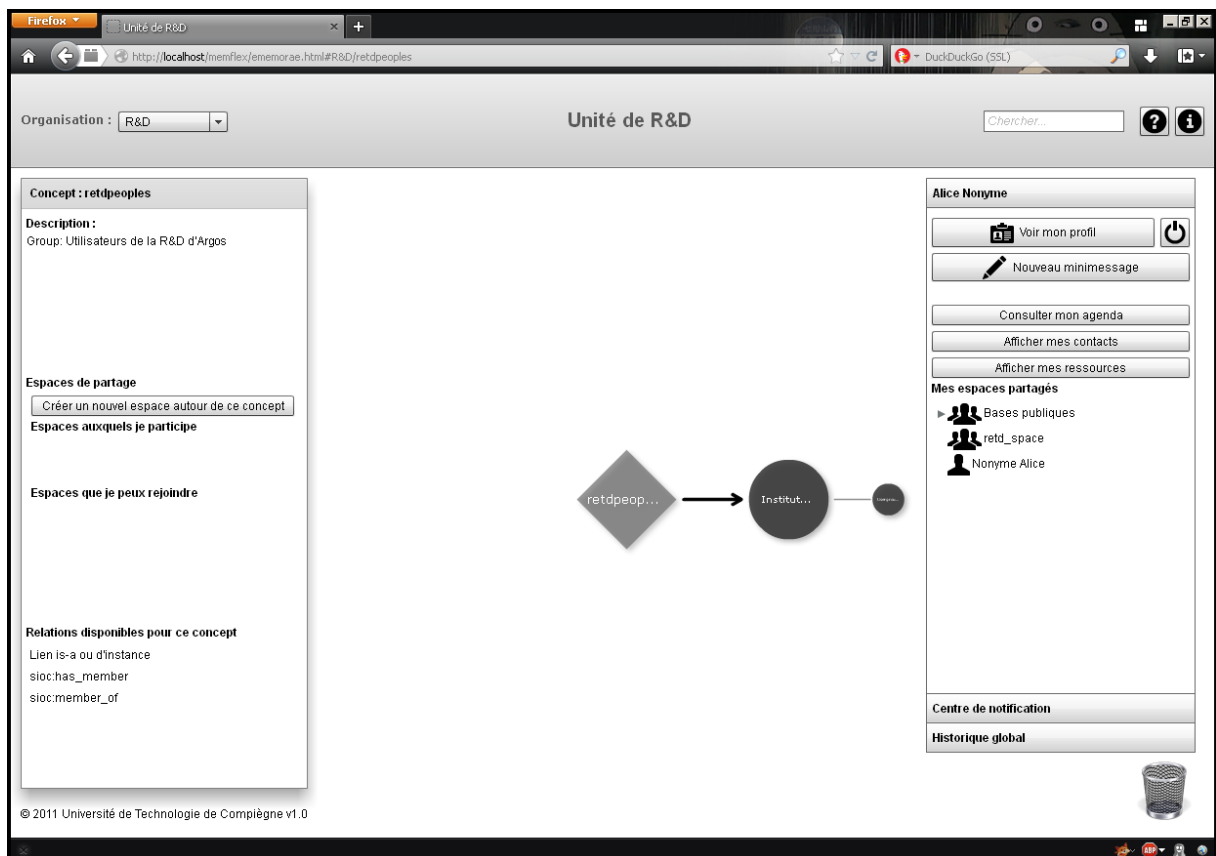 Firefox
Unité de R&D
http://localhost/memflex/ememorae.html#R&D/retdpeoples
DuckDuckGo (SSL)
Organisation : R&D
Unité de R&D
Chercher...
Concept : retdpeoples
Description :
Group: Utilisateurs de la R&D d'Argos
Espaces de partage
Créer un nouvel espace autour de ce concept
Espaces auxquels je participe
Espaces que je peux rejoindre
Relations disponibles pour ce concept
Lien is-a ou d'instance
sioc:has_member
sioc:member_of
© 2011 Université de Technologie de Compiègne v1.0
retdpeop...
Institut...
Alice Nonyme
Voir mon profil
Nouveau minimessage
Consulter mon agenda
Afficher mes contacts
Afficher mes ressources
Mes espaces partagés
Bases publiques
retd_space
Nonyme Alice
Centre de notification
Historique global
ABP